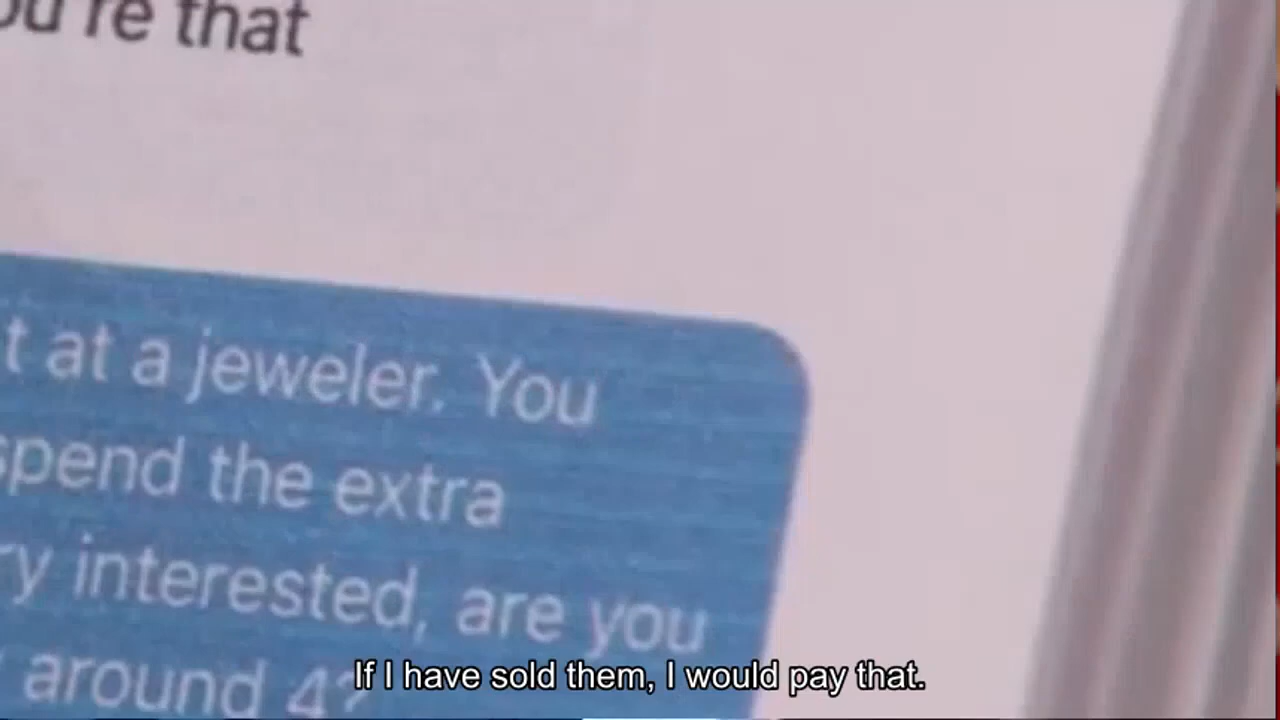 ou're that
t at a jeweler. You
spend the extra
ry interested, are you
around 4?
If I have sold them, I would pay that.